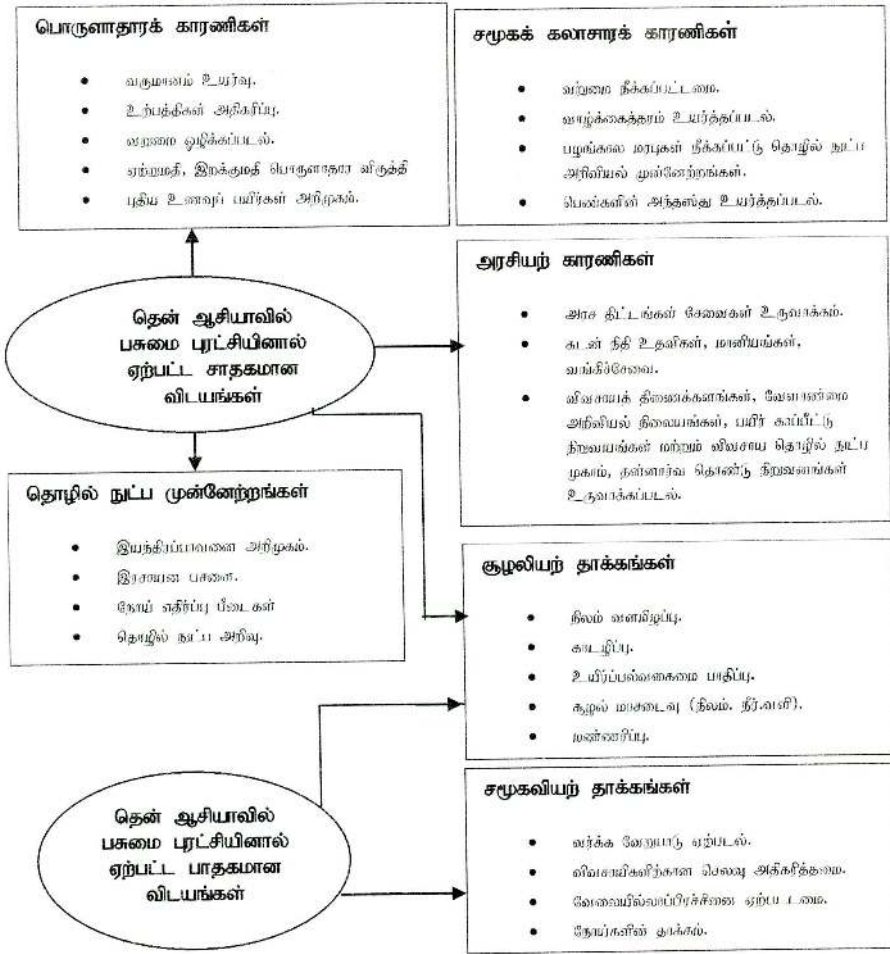 பொருளாதாரக் காரணிகள்
• வருமானம் உயர்வு.
• உற்பத்திகள் அதிகரிப்பு.
• வறுமை ஒழிக்கப்படல்.
• ஏற்றுமதி, இறக்குமதி பொருளாதார விருத்தி
• புதிய உணவுப் பயிர்கள் அறிமுகம்.
சமூகக் கலாசாரக் காரணிகள்
• வறுமை நீக்கப்பட்டமை.
• வாழ்க்கைத்தரம் உயர்த்தப்படல்.
• பழங்கால மரபுகள் நீக்கப்பட்டு தொழில் நுட்ப
அறிவியல் முன்னேற்றங்கள்.
• பெண்களின் அந்தஸ்து உயர்த்தப்படல்.
தென் ஆசியாவில்
பசுமை புரட்சியினால்
ஏற்பட்ட சாதகமான
விடயங்கள்
அரசியற் காரணிகள்
• அரச திட்டங்கள் சேவைகள் உருவாக்கம்.
• கடன் நிதி உதவிகள், மானியங்கள்,
வங்கிச்சேவை.
• விவசாயத் திணைக்களங்கள், வேளாண்மை
அறிவியல் நிலையங்கள், பயிர் காப்பீட்டு
நிறுவயங்கள் மற்றும் விவசாய தொழில் நுட்ப
முகாம், தன்னார்வ தொண்டு நிறுவனங்கள்
உருவாக்கப்படல்.
தொழில் நுட்ப முன்னேற்றங்கள்
• இயந்திரப்பாவனை அறிமுகம்.
• இரசாயன பசளை.
• நோய் எதிர்ப்பு பீடைகள்
• தொழில் நுட்ப அறிவு.
சூழலியற் தாக்கங்கள்
• நிலம் வளமிழப்பு.
• காடழிப்பு.
• உயிர்ப்பல்வகைமை பாதிப்பு.
• சூழல் மாசடைவு (நிலம். நீர்.வளி).
• மண்ணரிப்பு.
தென் ஆசியாவில்
பசுமை புரட்சியினால்
ஏற்பட்ட பாதகமான
விடயங்கள்
சமூகவியற் தாக்கங்கள்
• வர்க்க வேறுபாடு ஏற்படல்.
• விவசாயிகளிற்கான செலவு அதிகரித்தமை.
• வேலையில்லாப்பிரச்சினை ஏற்பட்டமை.
• நோய்களின் தாக்கல்.